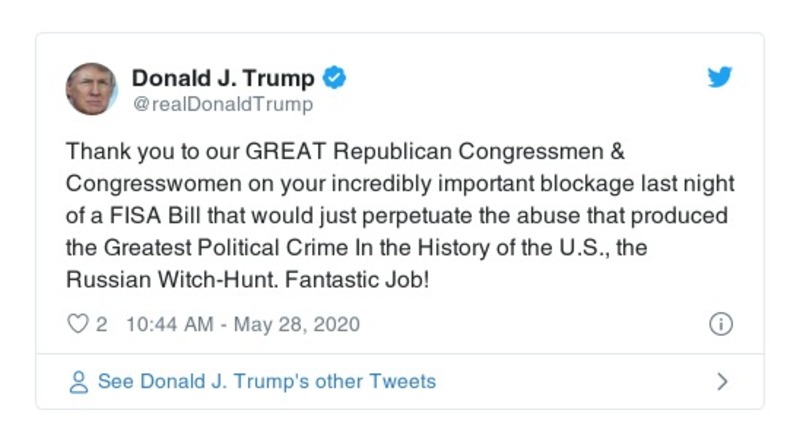 Donald J. Trump
@realDonaldTrump
Thank you to our GREAT Republican Congressmen &
Congresswomen on your incredibly important blockage last night
of a FISA Bill that would just perpetuate the abuse that produced
the Greatest Political Crime In the History of the U.S., the
Russian Witch-Hunt. Fantastic Job!
2 10:44 AM - May 28, 2020
See Donald J. Trump's other Tweets